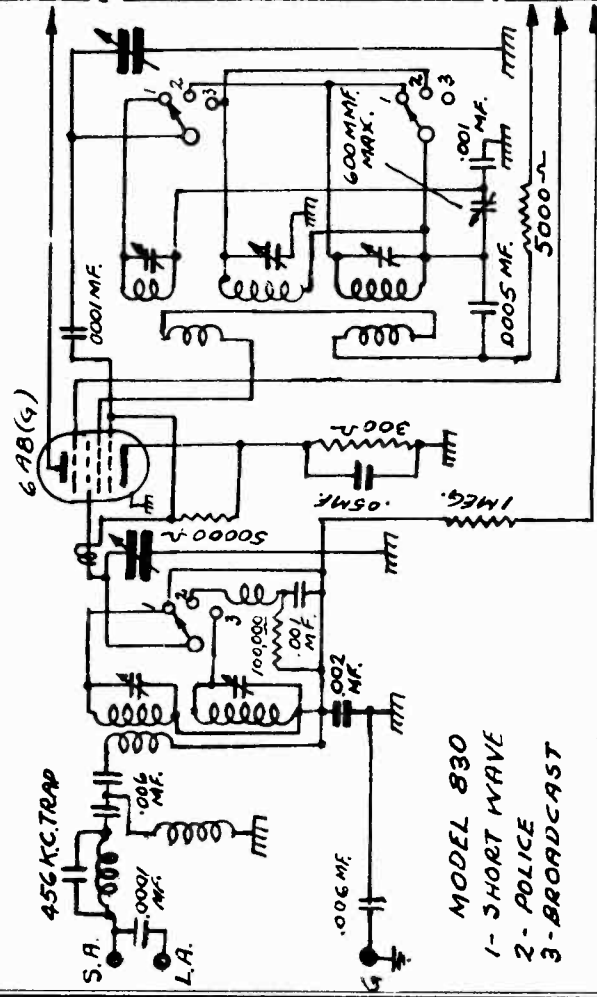 456 K.C. TRAP
S.A.
L.A.
.0001
MF.
.006
MF.
G
.006 MF.
6 A8(G)
1
2
3
50000 Ω
100,000
.001
MF.
.002
MF.
.05 MF.
300 Ω
1 MEG.
.0001 MF.
1
2
3
1
2
3
600 MMF.
MAX.
.001
MF.
.0005 MF.
5000 Ω
MODEL 830
1- SHORT WAVE
2 - POLICE
3 - BROADCAST